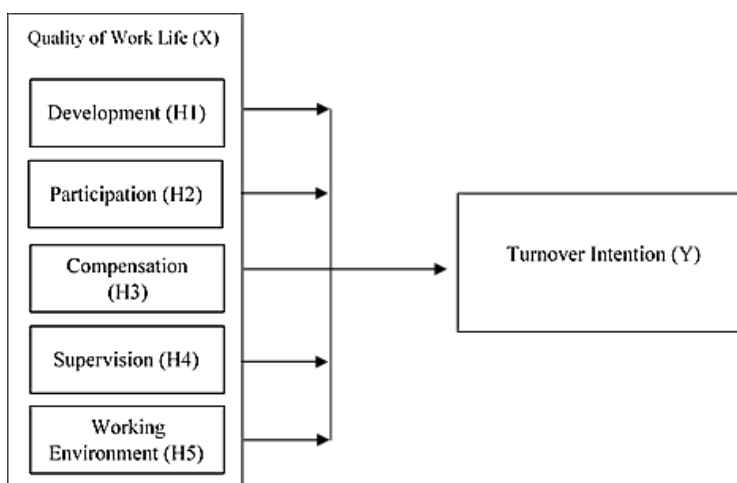 Quality of Work Life (X)
Development (H1)
Participation (H2)
Compensation
(H3)
Supervision (H4)
Working
Environment (H5)
Turnover Intention (Y)